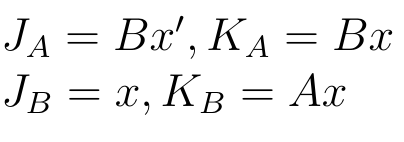 J_A = Bx', K_A = Bx
J_B = x, K_B = Ax